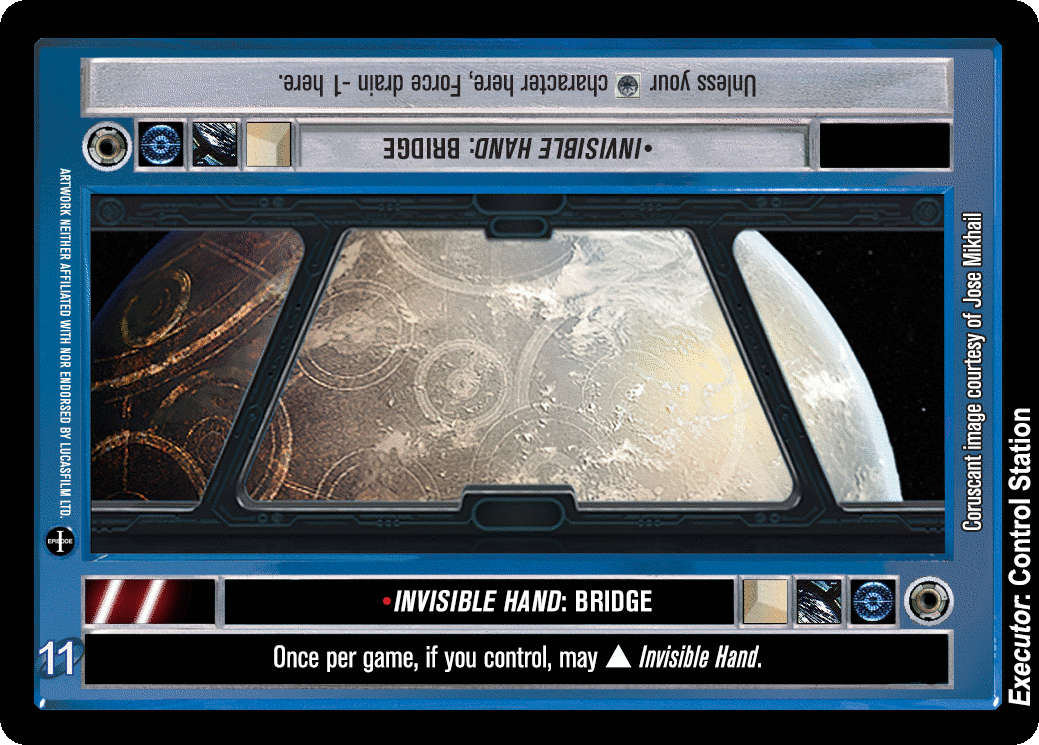 Unless your character here, Force drain -1 here.
•INVISIBLE HAND: BRIDGE
ARTWORK NEITHER AFFILIATED WITH NOR ENDORSED BY LUCASFILM LTD.
EPISODE
I
Coruscant image courtesy of Jose Mikhail
•INVISIBLE HAND: BRIDGE
11
Once per game, if you control, may ▲ Invisible Hand.
Executor: Control Station